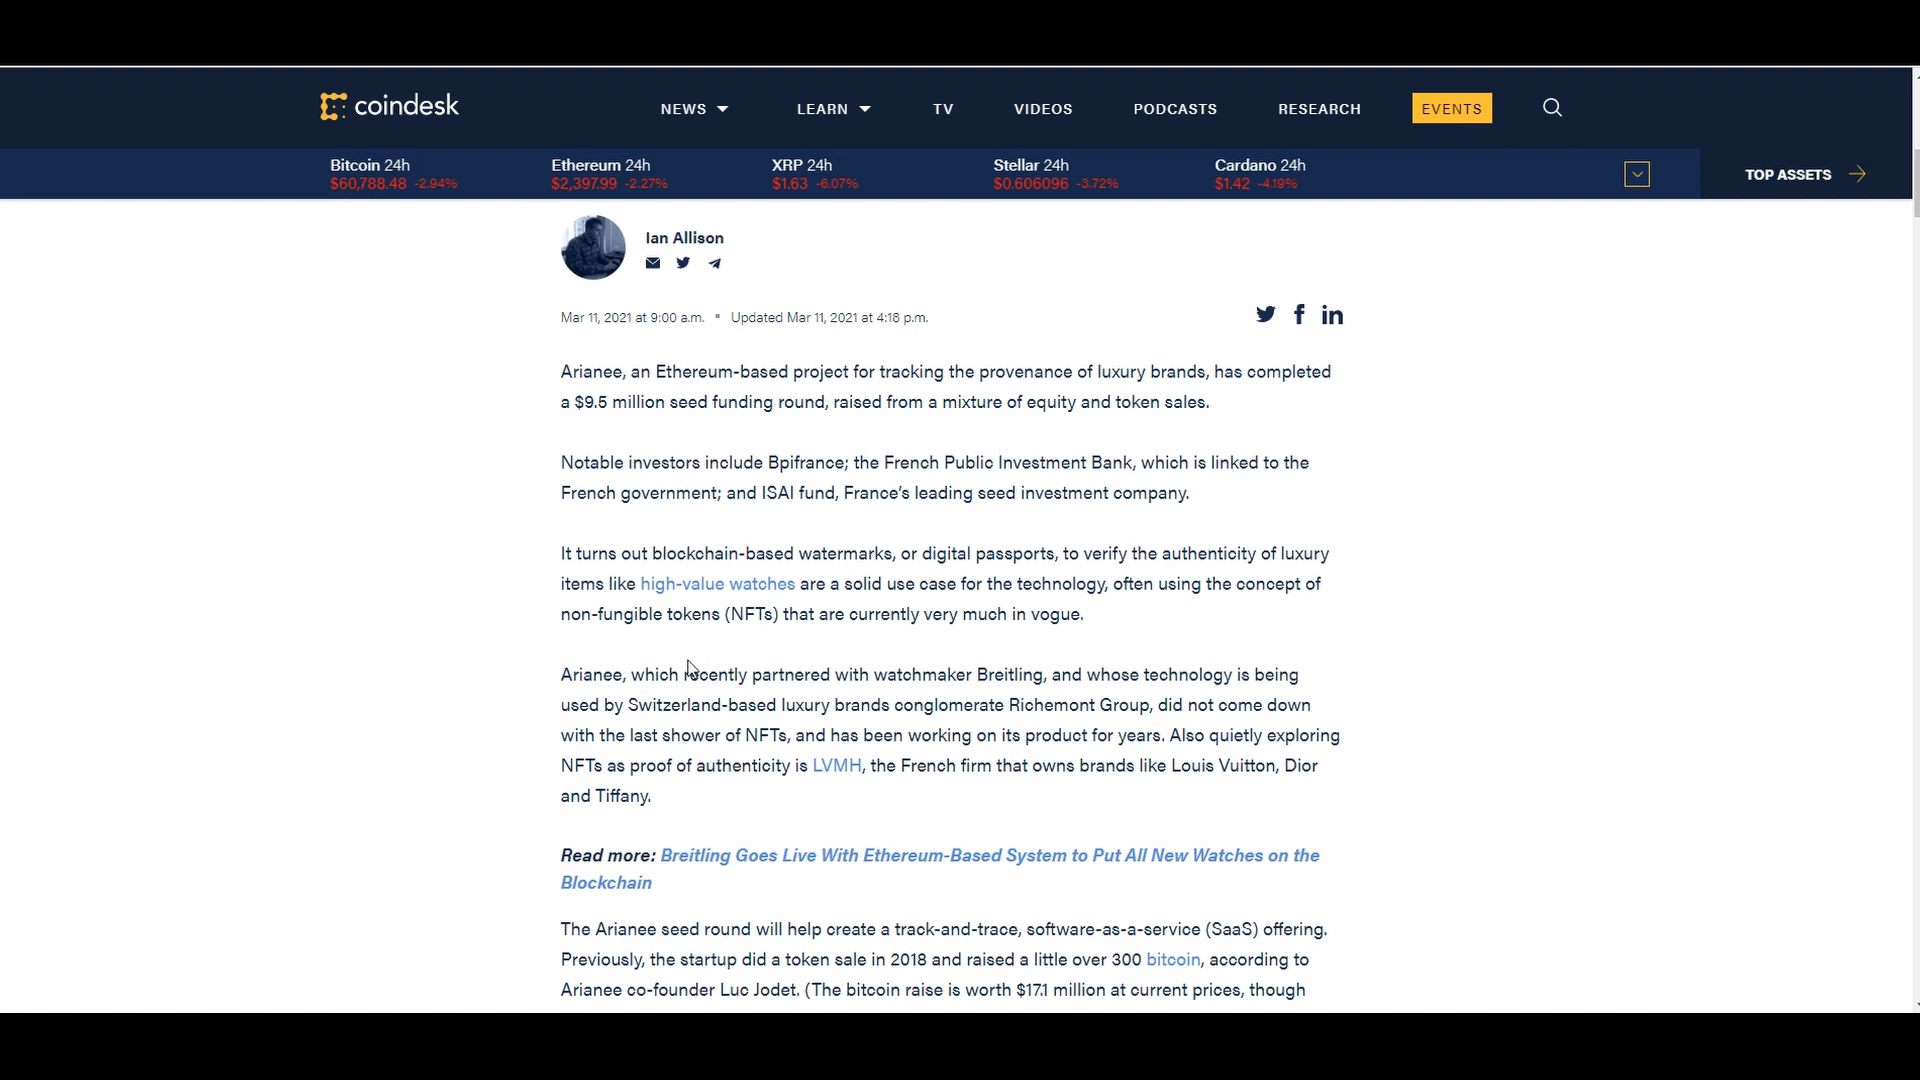 coindesk
NEWS LEARN TV VIDEOS PODCASTS RESEARCH EVENTS
Bitcoin 24h Ethereum 24h XRP 24h Stellar 24h Cardano 24h
$60,788.48 -2.94% $2,397.99 -2.27% $1.63 -6.07% $0.606096 -3.72% $1.42 -4.19%
TOP ASSETS
Ian Allison
Mar 11, 2021 at 9:00 a.m. ▪ Updated Mar 11, 2021 at 4:18 p.m.
Arianee, an Ethereum-based project for tracking the provenance of luxury brands, has completed
a $9.5 million seed funding round, raised from a mixture of equity and token sales.
Notable investors include Bpifrance; the French Public Investment Bank, which is linked to the
French government; and ISAI fund, France’s leading seed investment company.
It turns out blockchain-based watermarks, or digital passports, to verify the authenticity of luxury
items like high-value watches are a solid use case for the technology, often using the concept of
non-fungible tokens (NFTs) that are currently very much in vogue.
Arianee, which recently partnered with watchmaker Breitling, and whose technology is being
used by Switzerland-based luxury brands conglomerate Richemont Group, did not come down
with the last shower of NFTs, and has been working on its product for years. Also quietly exploring
NFTs as proof of authenticity is LVMH, the French firm that owns brands like Louis Vuitton, Dior
and Tiffany.
Read more: Breitling Goes Live With Ethereum-Based System to Put All New Watches on the
Blockchain
The Arianee seed round will help create a track-and-trace, software-as-a-service (SaaS) offering.
Previously, the startup did a token sale in 2018 and raised a little over 300 bitcoin, according to
Arianee co-founder Luc Jodet. (The bitcoin raise is worth $17.1 million at current prices, though